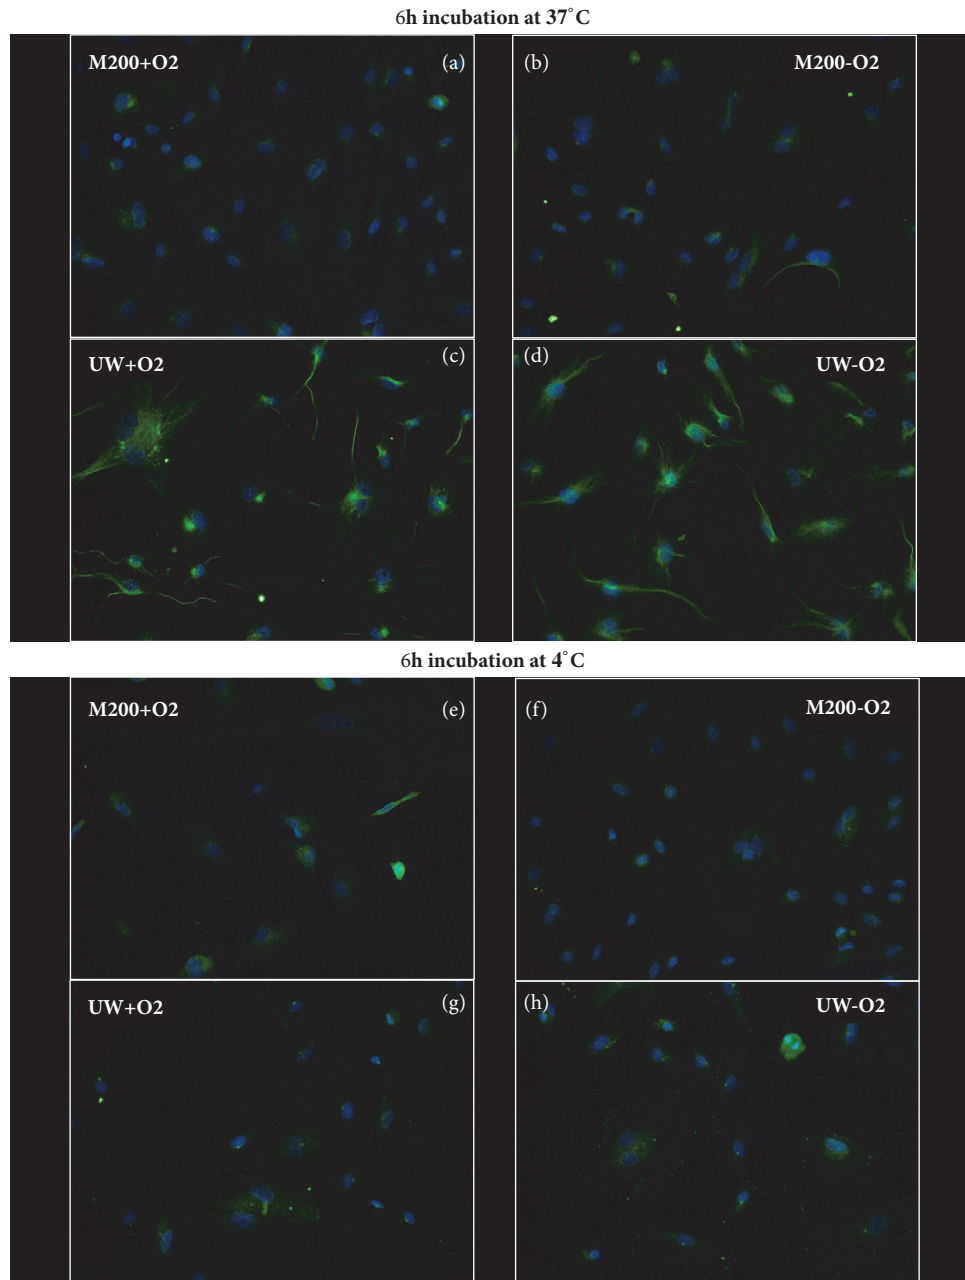 6h incubation at 37°C
M200+O2 (a)
(b) M200-O2
UW+O2 (c)
(d) UW-O2
6h incubation at 4°C
M200+O2 (e)
(f) M200-O2
UW+O2 (g)
(h) UW-O2